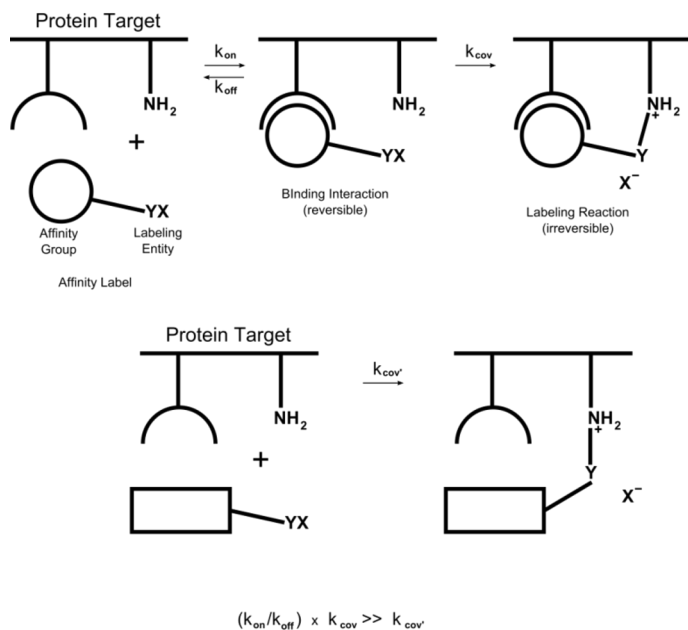 Protein Target
kon
koff
NH2
+
YX
Affinity
Group
Labeling
Entity
Affinity Label
NH2
YX
BInding Interaction
(reversible)
kcov
NH2
+
Y
X−
Labeling Reaction
(irreversible)
Protein Target
kcov'
NH2
+
YX
NH2
+
Y
X−
(kon/koff) x kcov >> kcov'